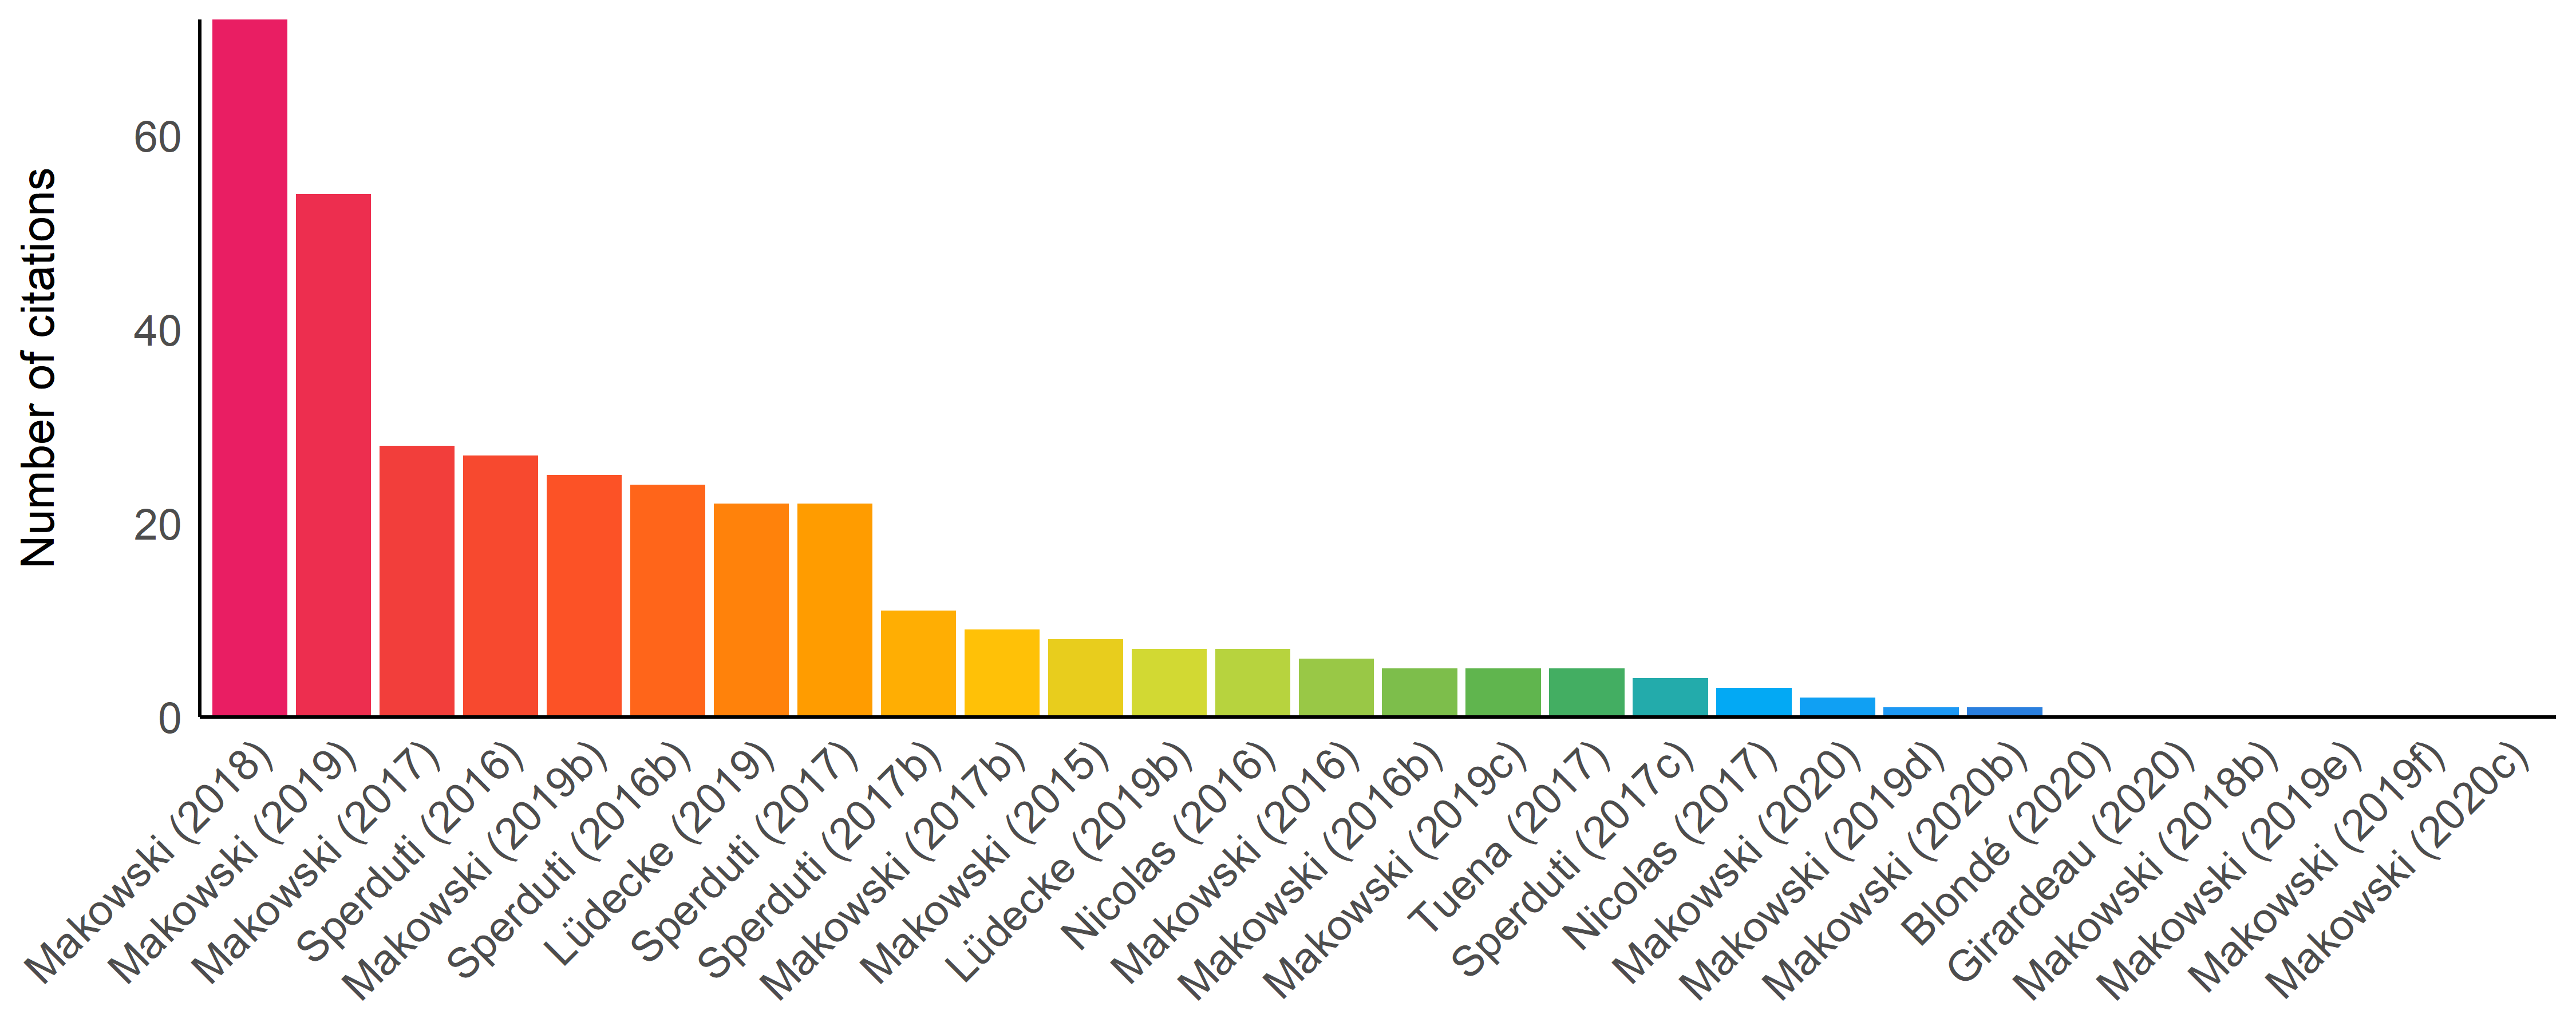 Number of citations
60
40
20
0
Makowski (2018)
Makowski (2019)
Makowski (2017)
Sperduti (2016)
Makowski (2019b)
Sperduti (2016b)
Lüdecke (2019)
Sperduti (2017)
Sperduti (2017b)
Makowski (2017b)
Makowski (2015)
Lüdecke (2019b)
Nicolas (2016)
Makowski (2016)
Makowski (2016b)
Makowski (2019c)
Tuena (2017)
Sperduti (2017c)
Nicolas (2017)
Makowski (2020)
Makowski (2019d)
Makowski (2020b)
Blondé (2020)
Girardeau (2020)
Makowski (2018b)
Makowski (2019e)
Makowski (2019f)
Makowski (2020c)